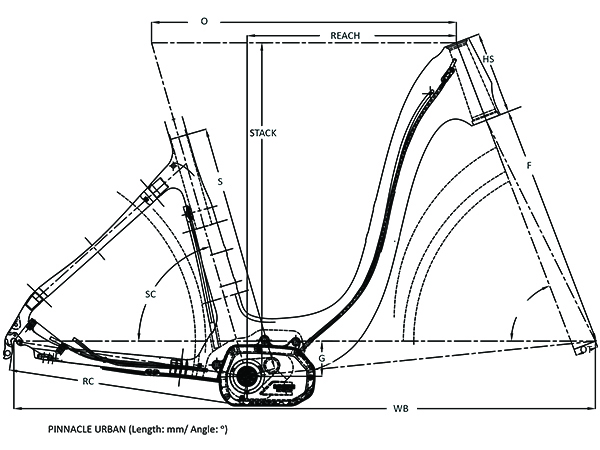 O
REACH
HS
STACK
F
S
SC
G
RC
WB
PINNACLE URBAN (Length: mm/ Angle: °)